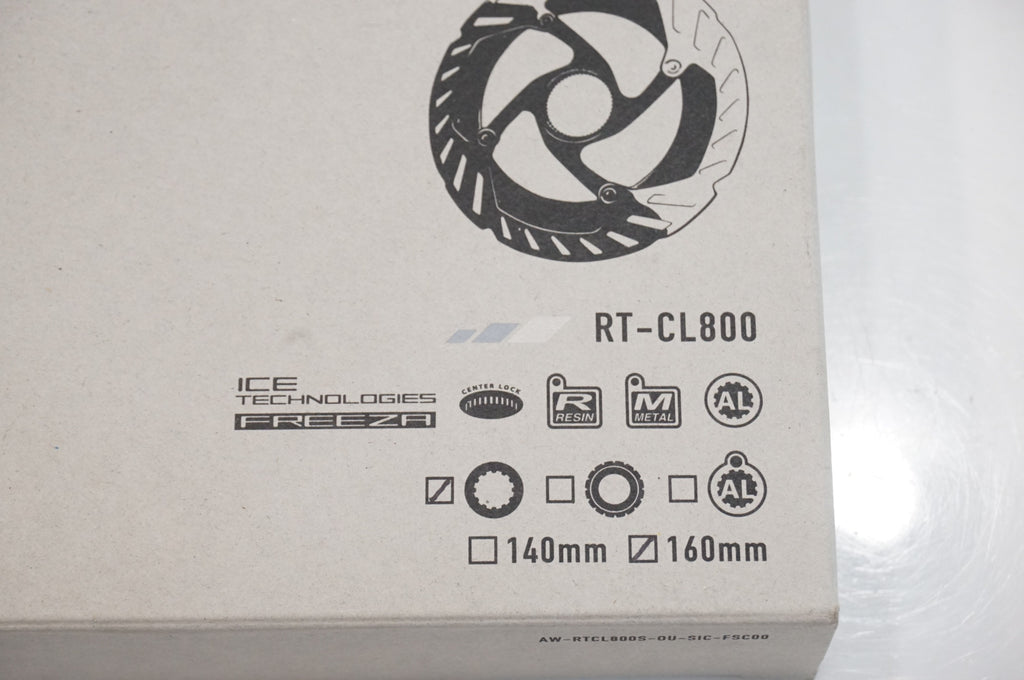 RT-CL800
ICE
TECHNOLOGIES
FREEZA
CENTER LOCK
R
RESIN
M
METAL
AL
AL
140mm 160mm
AW-RTCL800S-OU-SIC-FSC00